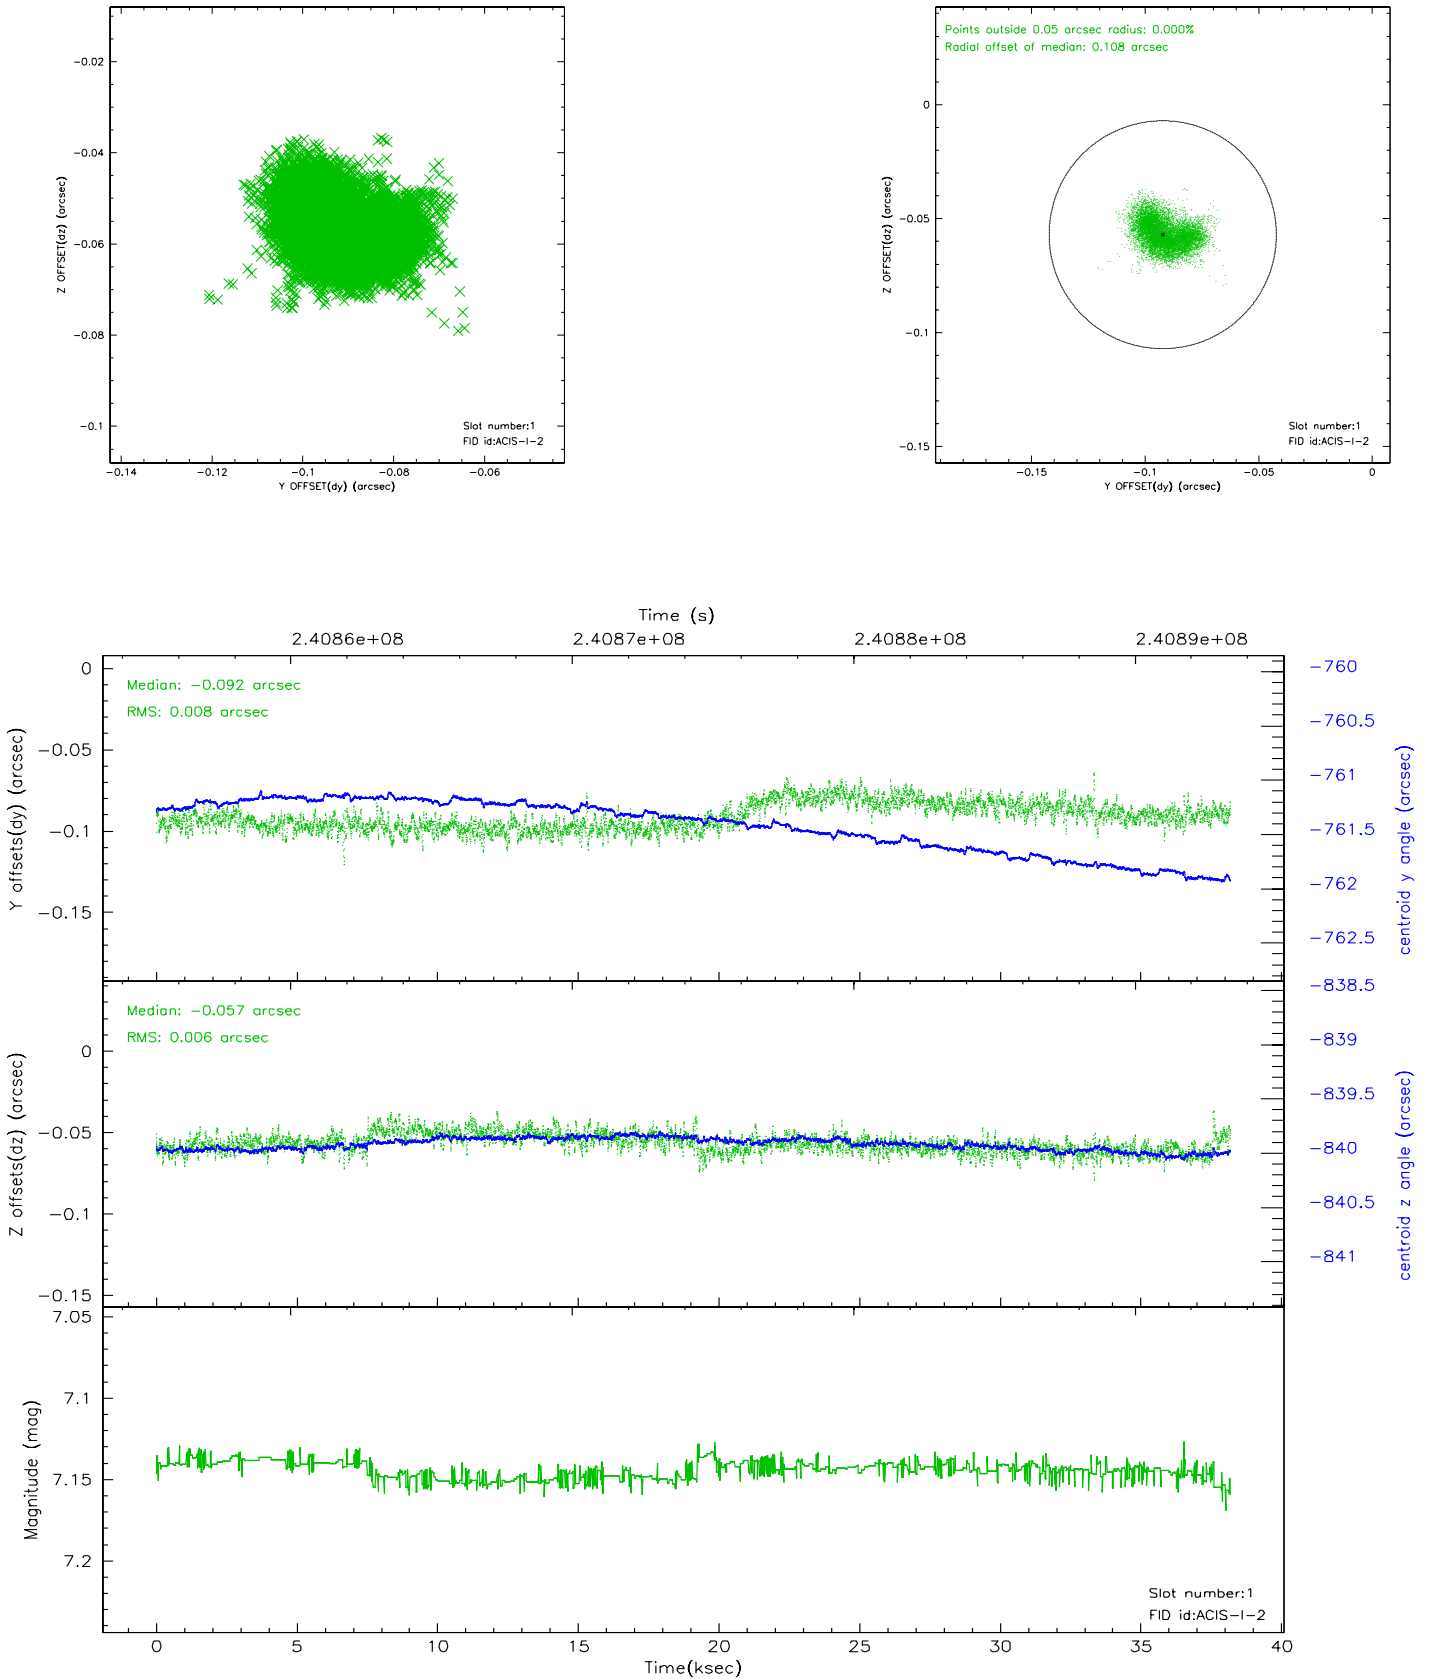 −0.02
−0.04
−0.06
−0.08
−0.1
Z OFFSET(dz) (arcsec)
Slot number:1
FID id:ACIS−I−2
−0.14 −0.12 −0.1 −0.08 −0.06
Y OFFSET(dy) (arcsec)
Points outside 0.05 arcsec radius: 0.000%
Radial offset of median: 0.108 arcsec
0
−0.05
−0.1
−0.15
Z OFFSET(dz) (arcsec)
Slot number:1
FID id:ACIS−I−2
−0.15 −0.1 −0.05 0
Y OFFSET(dy) (arcsec)
Time (s)
2.4086e+08 2.4087e+08 2.4088e+08 2.4089e+08
Median: −0.092 arcsec
RMS: 0.008 arcsec
0
−0.05
−0.1
−0.15
Y offsets(dy) (arcsec)
−760
−760.5
−761
−761.5
−762
−762.5
centroid y angle (arcsec)
Median: −0.057 arcsec
RMS: 0.006 arcsec
0
−0.05
−0.1
−0.15
Z offsets(dz) (arcsec)
−838.5
−839
−839.5
−840
−840.5
−841
centroid z angle (arcsec)
7.05
7.1
7.15
7.2
Magnitude (mag)
Slot number:1
FID id:ACIS−I−2
0 5 10 15 20 25 30 35 40
Time(ksec)